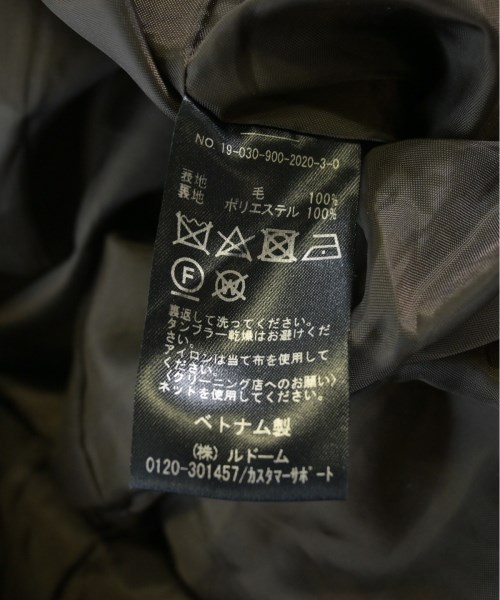 NO. 19-030-900-2020-3-0
表地 毛 100%
裏地 ポリエステル 100%
F W
裏返して洗ってください。
タンブラー乾燥はお避けください。
アイロンは当て布を使用して
〈クリーニング店へのお願い〉
ネットを使用してください。
ベトナム製
(株) ルドーム
0120-301457/カスタマーサポート